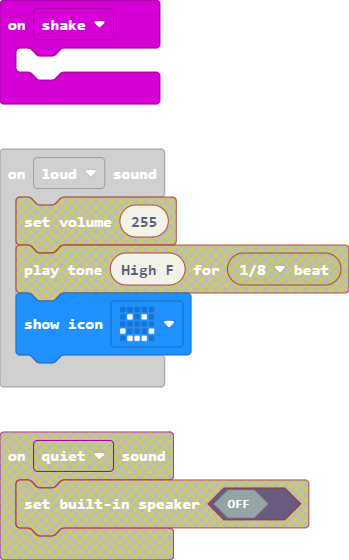 on shake
on loud sound
set volume 255
play tone High F for 1/8 beat
show icon
on quiet sound
set built-in speaker OFF